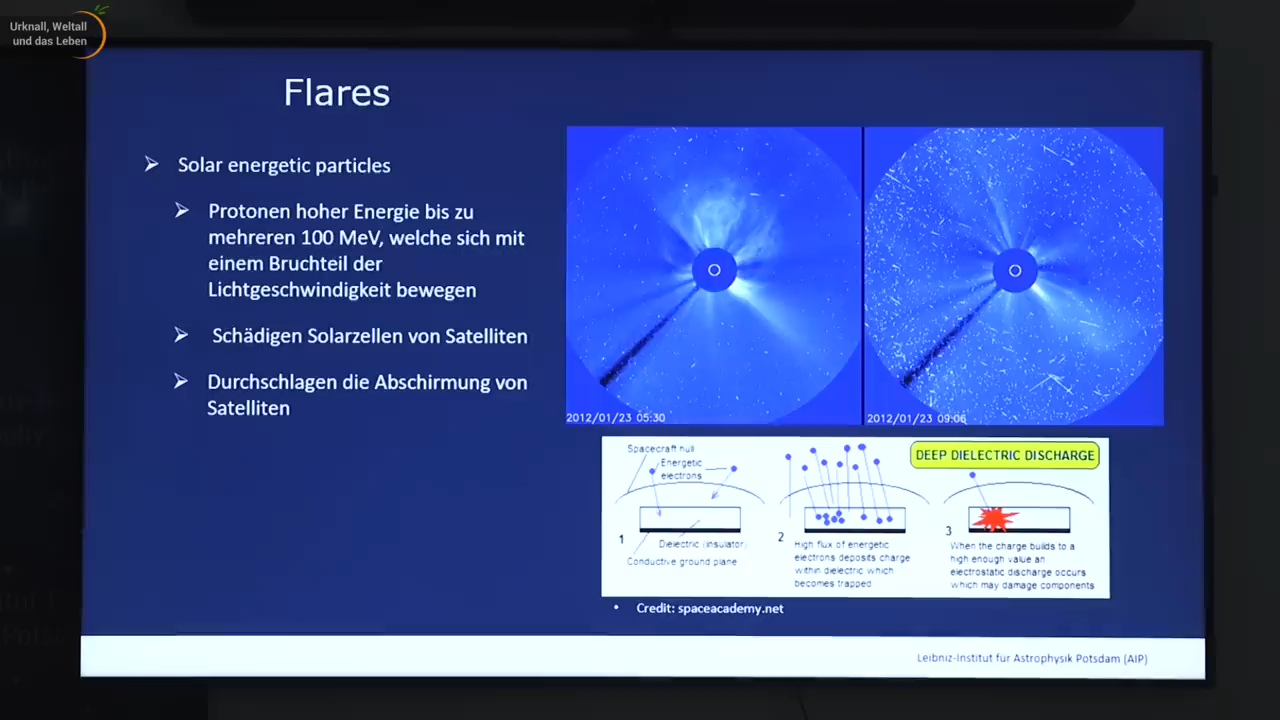 Urknall, Weltall
und das Leben
Flares
Solar energetic particles
Protonen hoher Energie bis zu
mehreren 100 MeV, welche sich mit
einem Bruchteil der
Lichtgeschwindigkeit bewegen
Schädigen Solarzellen von Satelliten
Durchschlagen die Abschirmung von
Satelliten
2012/01/23 05:30
2012/01/23 09:06
DEEP DIELECTRIC DISCHARGE
Spacecraft hull
Energetic
electrons
1
Dielectric (insulator)
Conductive ground plane
2
High flux of energetic
electrons deposits charge
within dielectric which
becomes trapped
3
When the charge builds to a
high enough value an
electrostatic discharge occurs
which may damage components
Credit: spaceacademy.net
Leibniz-Institut für Astrophysik Potsdam (AIP)